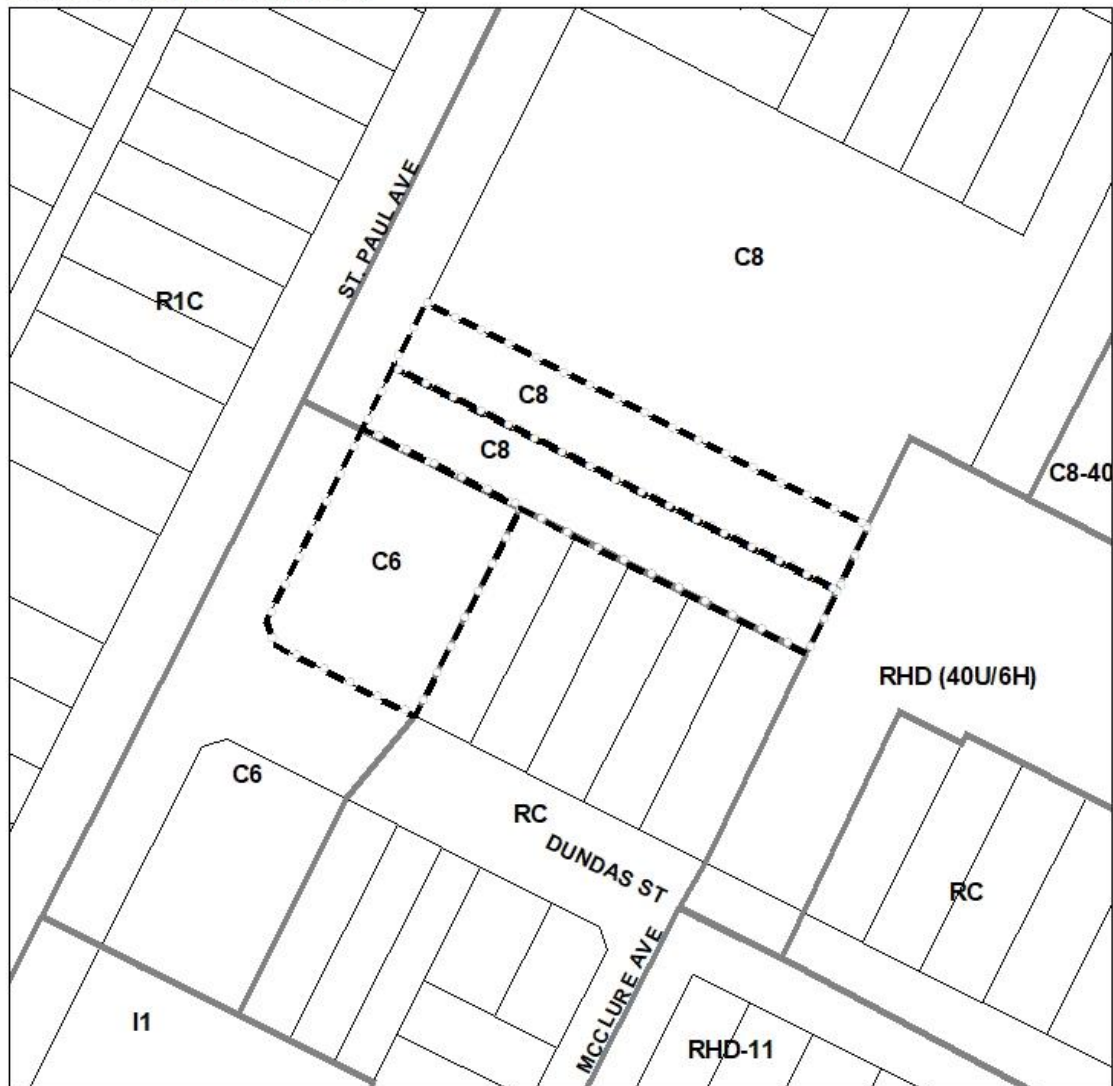 ST. PAUL AVE
C8
R1C
C8
C8
C8-40
C6
RHD (40U/6H)
C6
RC
DUNDAS ST
RC
MCCLURE AVE
I1
RHD-11